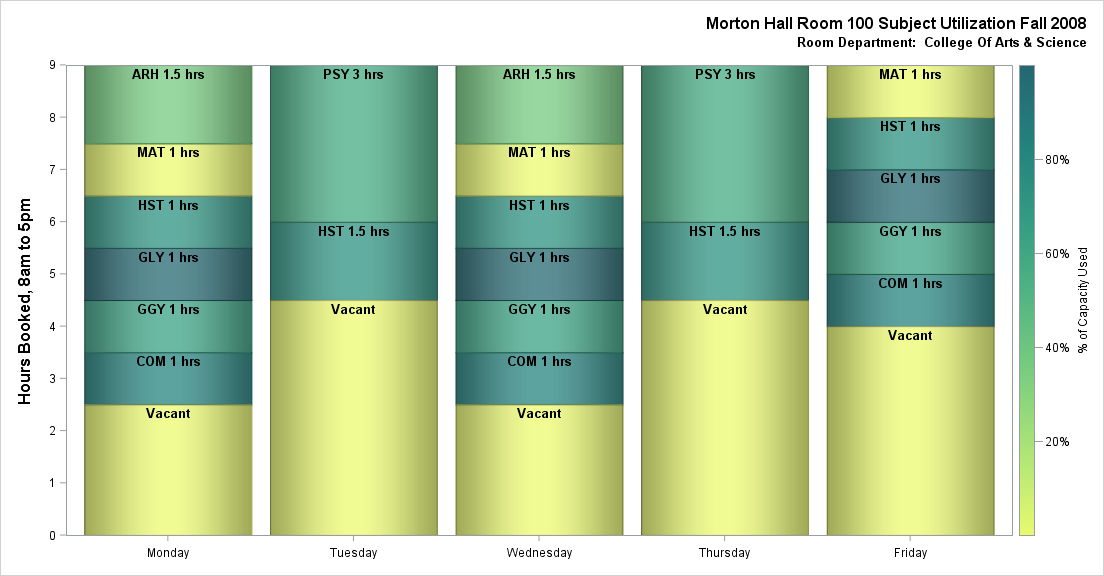 Morton Hall Room 100 Subject Utilization Fall 2008
Room Department:  College Of Arts & Science
Hours Booked, 8am to 5pm
9
8
7
6
5
4
3
2
1
0
ARH 1.5 hrs
MAT 1 hrs
HST 1 hrs
GLY 1 hrs
GGY 1 hrs
COM 1 hrs
Vacant
Monday
PSY 3 hrs
HST 1.5 hrs
Vacant
Tuesday
ARH 1.5 hrs
MAT 1 hrs
HST 1 hrs
GLY 1 hrs
GGY 1 hrs
COM 1 hrs
Vacant
Wednesday
PSY 3 hrs
HST 1.5 hrs
Vacant
Thursday
MAT 1 hrs
HST 1 hrs
GLY 1 hrs
GGY 1 hrs
COM 1 hrs
Vacant
Friday
80%
60%
40%
20%
% of Capacity Used